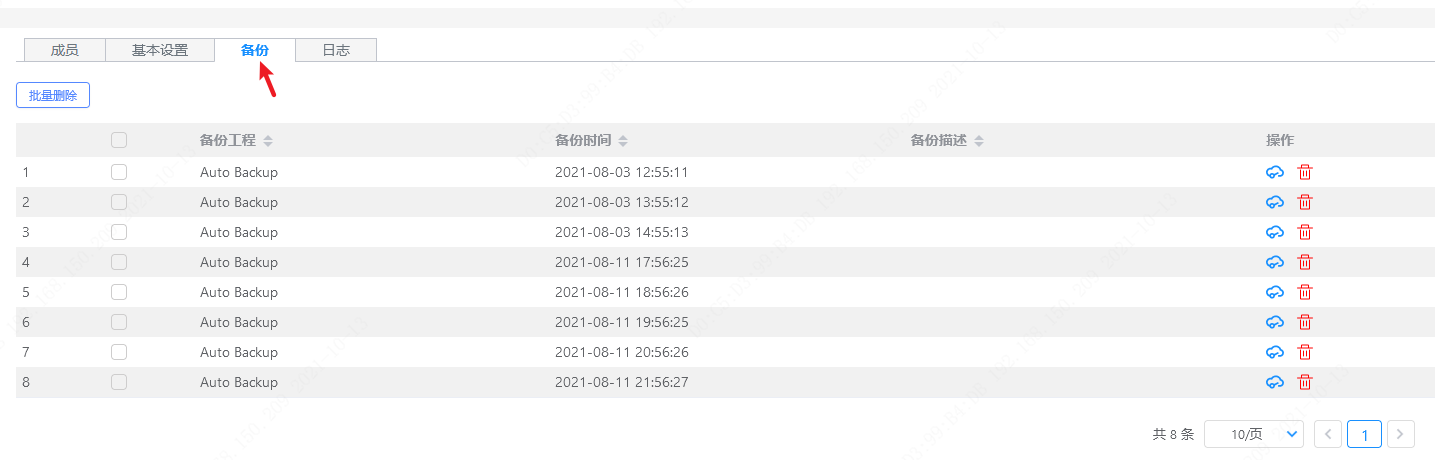 成员 基本设置 备份 日志
批量删除
备份工程 备份时间 备份描述 操作
1 Auto Backup 2021-08-03 12:55:11
2 Auto Backup 2021-08-03 13:55:12
3 Auto Backup 2021-08-03 14:55:13
4 Auto Backup 2021-08-11 17:56:25
5 Auto Backup 2021-08-11 18:56:26
6 Auto Backup 2021-08-11 19:56:25
7 Auto Backup 2021-08-11 20:56:26
8 Auto Backup 2021-08-11 21:56:27
共 8 条 10/页 1